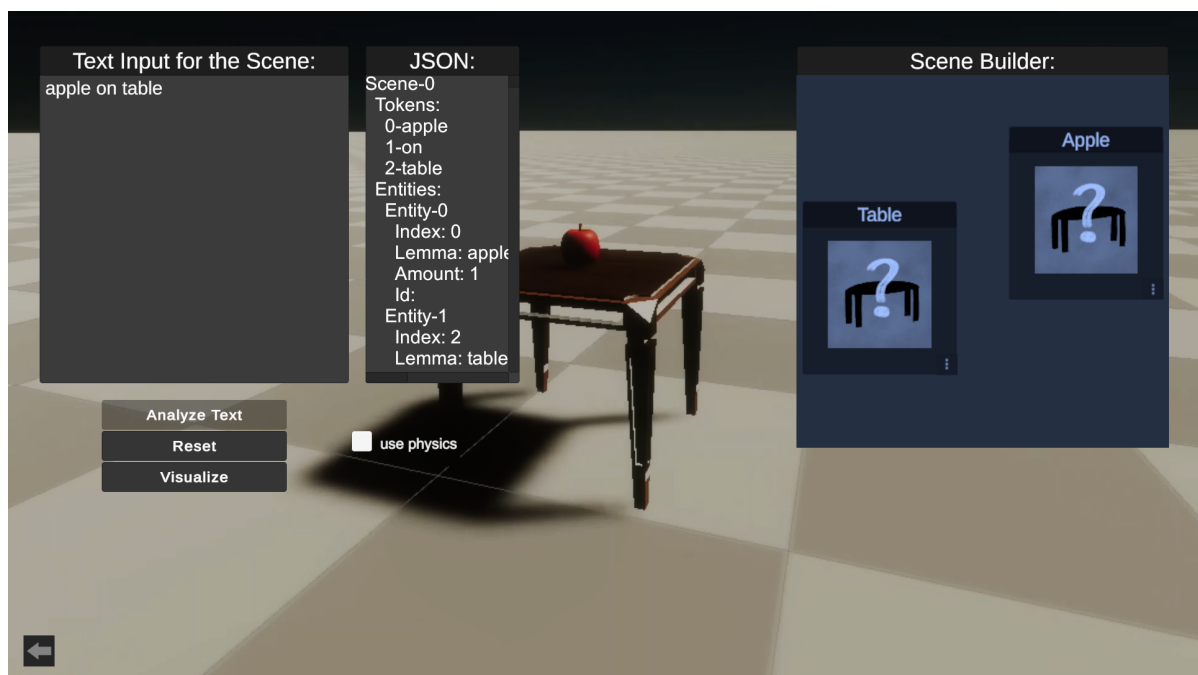 Text Input for the Scene:
apple on table
JSON:
Scene-0
Tokens:
0-apple
1-on
2-table
Entities:
Entity-0
Index: 0
Lemma: apple
Amount: 1
Id:
Entity-1
Index: 2
Lemma: table
Analyze Text
Reset
Visualize
use physics
Scene Builder:
Apple
?
Table
?